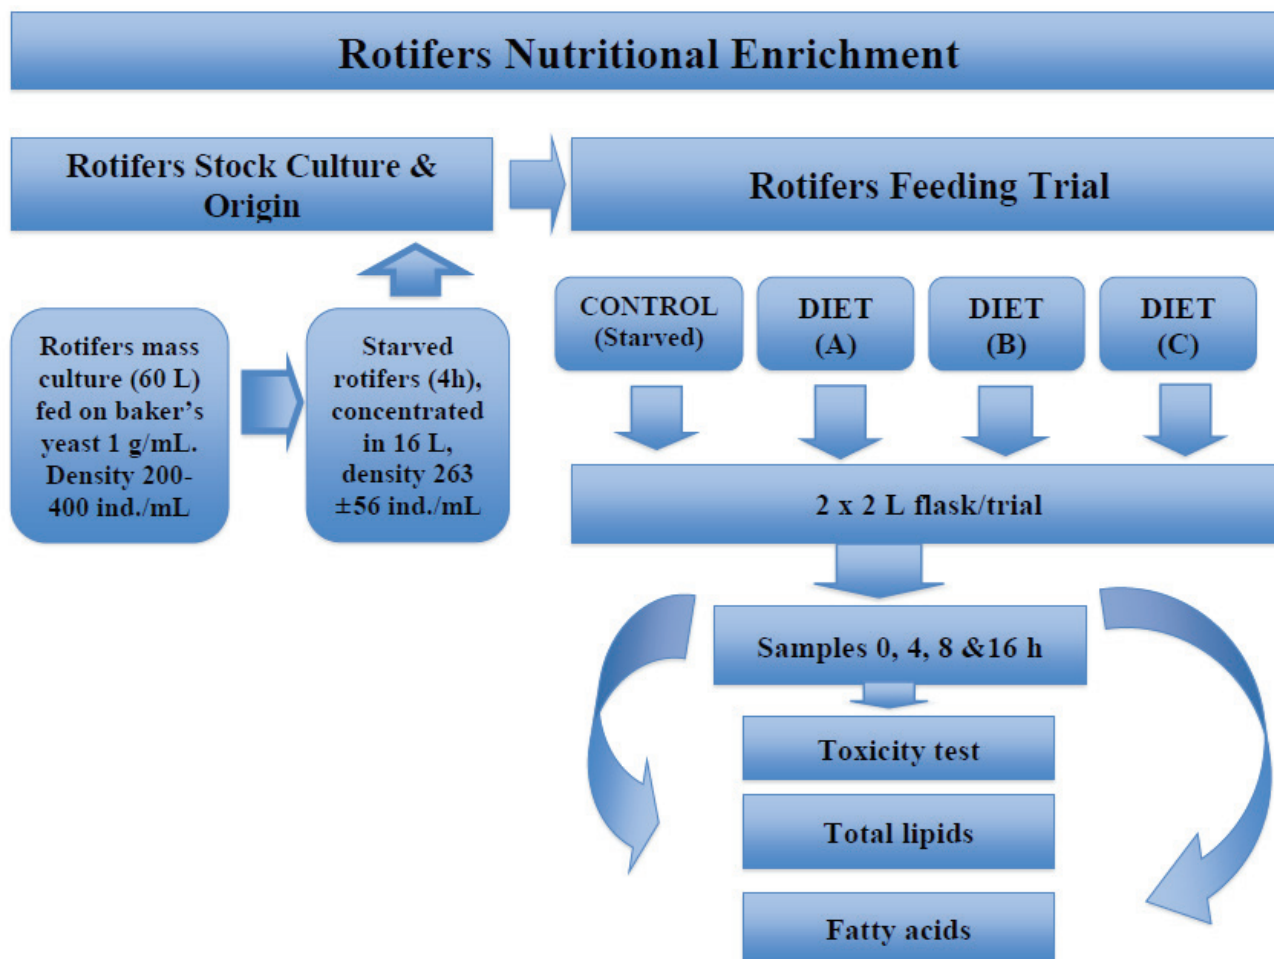 Rotifers Nutritional Enrichment
Rotifers Stock Culture &
Origin
Rotifers Feeding Trial
Rotifers mass
culture (60 L)
fed on baker’s
yeast 1 g/mL.
Density 200-
400 ind./mL
Starved
rotifers (4h),
concentrated
in 16 L,
density 263
±56 ind./mL
CONTROL
(Starved)
DIET
(A)
DIET
(B)
DIET
(C)
2 x 2 L flask/trial
Samples 0, 4, 8 &16 h
Toxicity test
Total lipids
Fatty acids